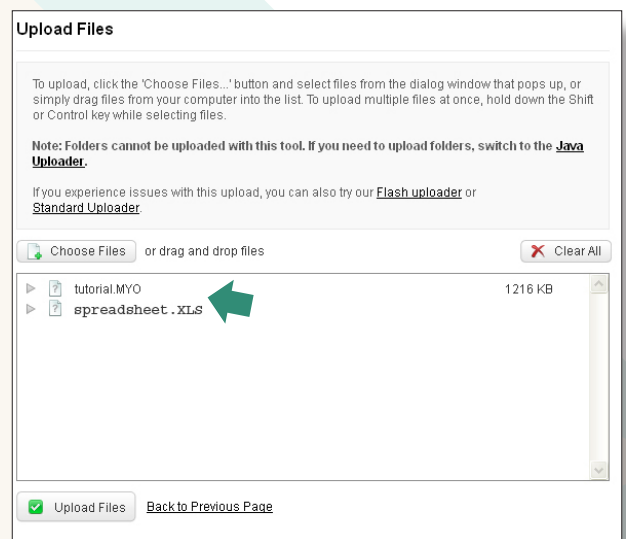 Upload Files
To upload, click the 'Choose Files...' button and select files from the dialog window that pops up, or
simply drag files from your computer into the list. To upload multiple files at once, hold down the Shift
or Control key while selecting files.
Note: Folders cannot be uploaded with this tool. If you need to upload folders, switch to the Java
Uploader.
If you experience issues with this upload, you can also try our Flash uploader or
Standard Uploader.
Choose Files or drag and drop files Clear All
tutorial.MYO 1216 KB
spreadsheet.XLS
Upload Files Back to Previous Page